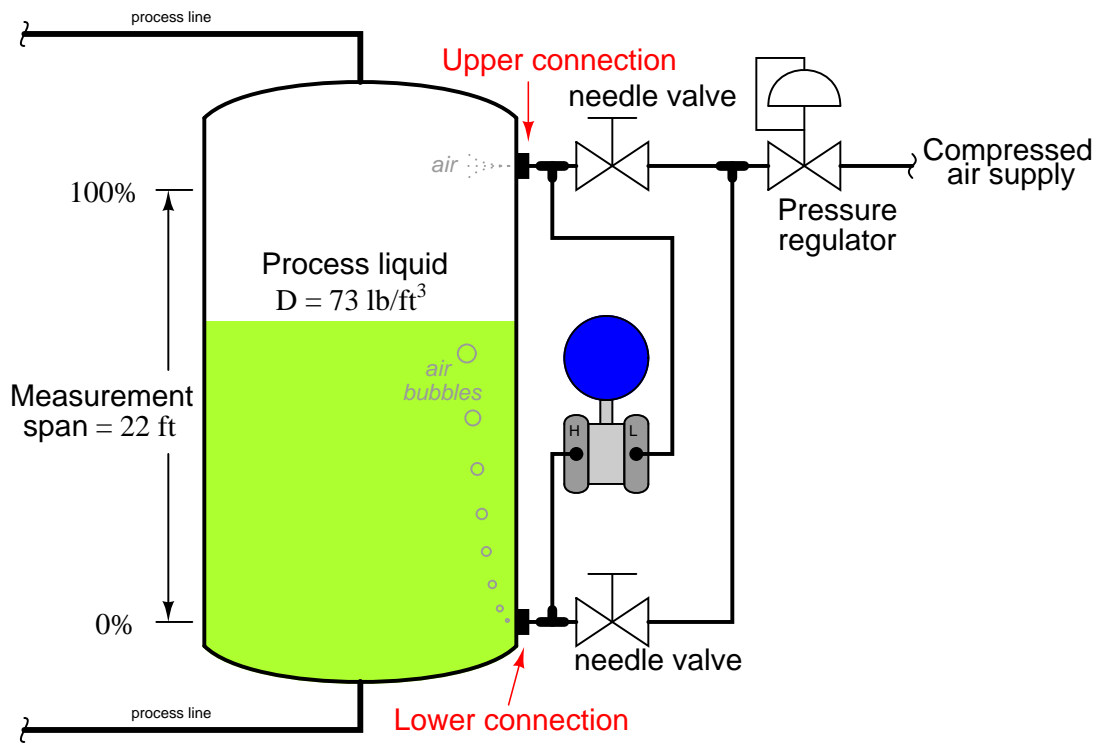 process line
Upper connection
needle valve
air
100%
Compressed
air supply
Pressure
regulator
Process liquid
D = 73 lb/ft³
air
bubbles
Measurement
span = 22 ft
H
L
0%
needle valve
Lower connection
process line